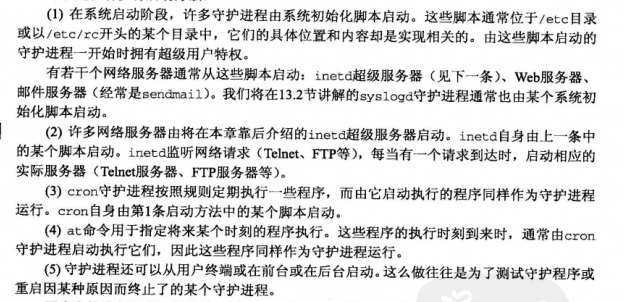 (1) 在系统启动阶段，许多守护进程由系统初始化脚本启动。这些脚本通常位于/etc目录
或以/etc/rc开头的某个目录中，它们的具体位置和内容却是实现相关的。由这些脚本启动的
守护进程一开始时拥有超级用户特权。
有若干个网络服务器通常从这些脚本启动：inetd超级服务器（见下一条）、Web服务器、
邮件服务器（经常是sendmail）。我们将在13.2节讲解的syslogd守护进程通常也由某个系统初
始化脚本启动。
(2) 许多网络服务器由将在本章靠后介绍的inetd超级服务器启动。inetd自身由上一条中
的某个脚本启动。inetd监听网络请求（Telnet、FTP等），每当有一个请求到达时，启动相应的
实际服务器（Telnet服务器、FTP服务器等）。
(3) cron守护进程按照规则定期执行一些程序，而由它启动执行的程序同样作为守护进程
运行。cron自身由第1条启动方法中的某个脚本启动。
(4) at命令用于指定将来某个时刻的程序执行。这些程序的执行时刻到来时，通常由cron
守护进程启动执行它们，因此这些程序同样作为守护进程运行。
(5) 守护进程还可以从用户终端或在前台或在后台启动。这么做往往是为了测试守护程序或
重启因某种原因而终止了的某个守护进程。